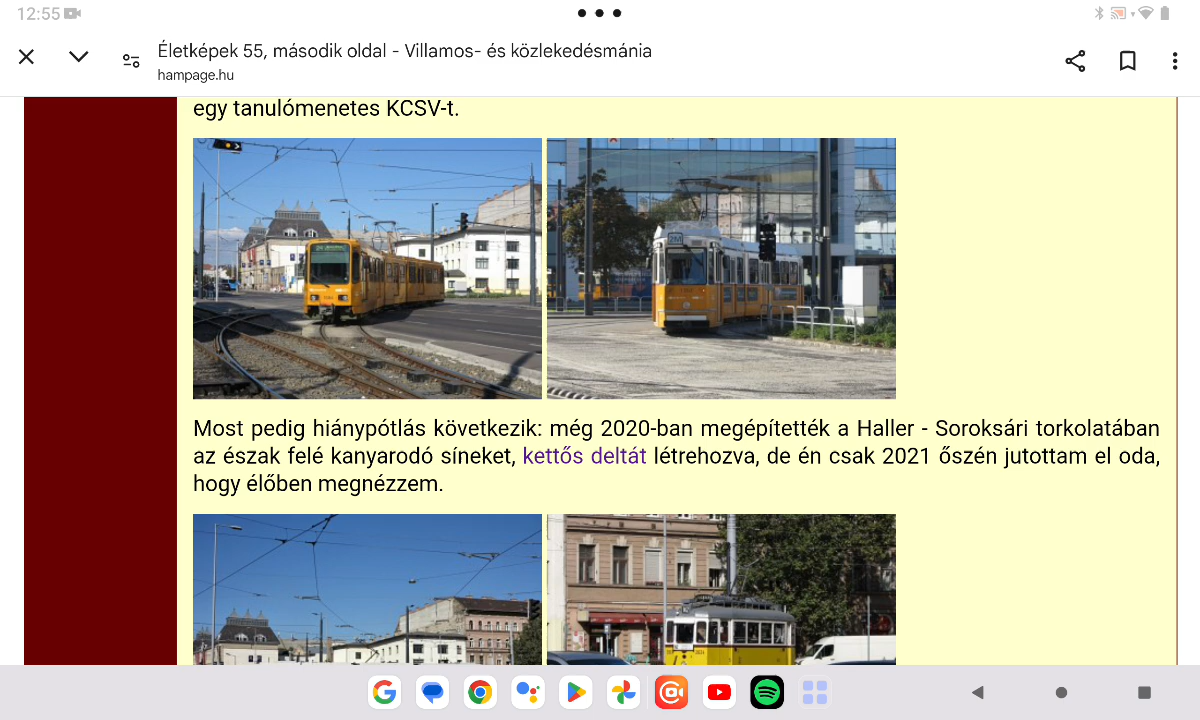 12:55
Életképek 55, második oldal - Villamos- és közlekedésmánia
hampage.hu
egy tanulómenetes KCSV-t.
Most pedig hiánypótlás következik: még 2020-ban megépítették a Haller - Soroksári torkolatában
az észak felé kanyarodó síneket, kettős deltát létrehozva, de én csak 2021 őszén jutottam el oda,
hogy élőben megnézzem.